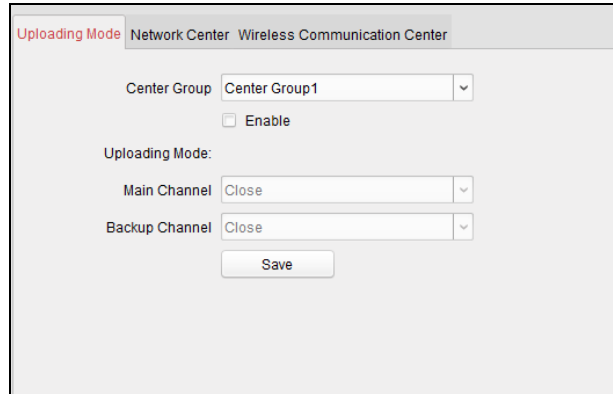 Uploading Mode Network Center Wireless Communication Center
Center Group Center Group1
Enable
Uploading Mode:
Main Channel Close
Backup Channel Close
Save